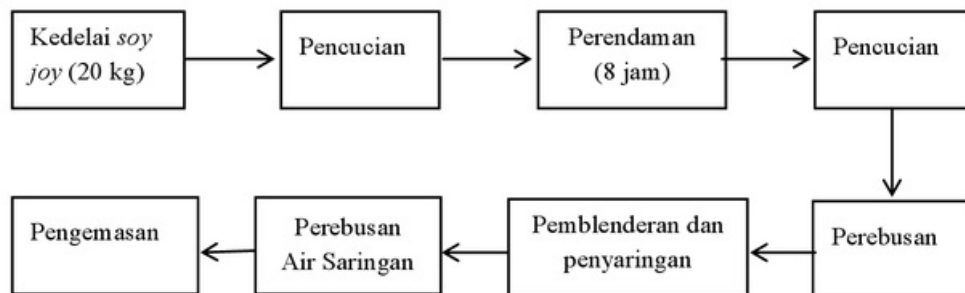 Kedelai soy
joy (20 kg)
Pencucian
Perendaman
(8 jam)
Pencucian
Perebusan
Pemblenderan dan
penyaringan
Perebusan
Air Saringan
Pengemasan